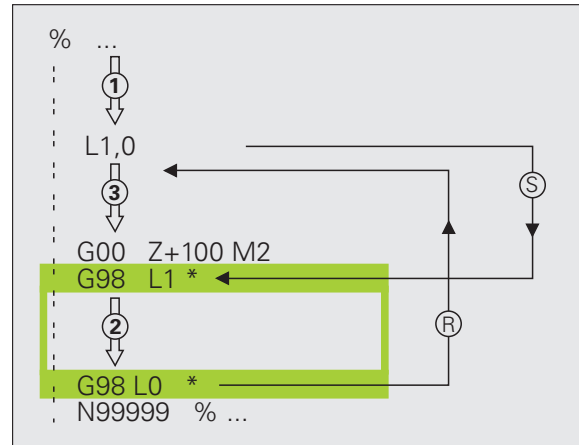 % ...
1
L1,0
S
3
G00 Z+100 M2
G98 L1 *
2
R
G98 L0 *
N99999 % ...